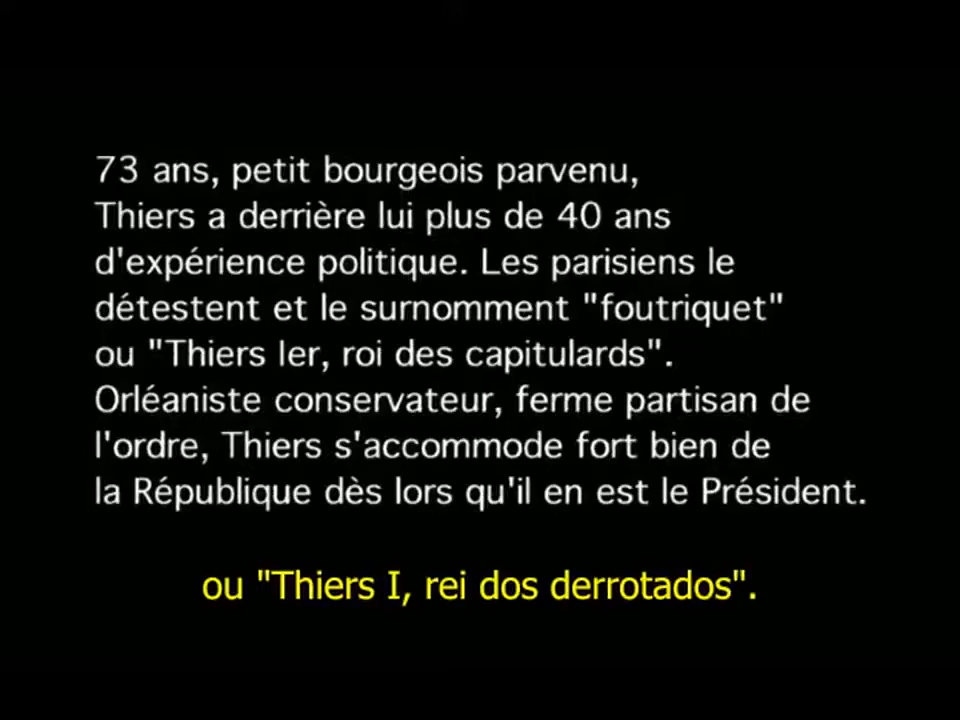 73 ans, petit bourgeois parvenu,
Thiers a derrière lui plus de 40 ans
d'expérience politique. Les parisiens le
détestent et le surnomment "foutriquet"
ou "Thiers Ier, roi des capitulards".
Orléaniste conservateur, ferme partisan de
l'ordre, Thiers s'accommode fort bien de
la République dès lors qu'il en est le Président.
ou "Thiers I, rei dos derrotados".